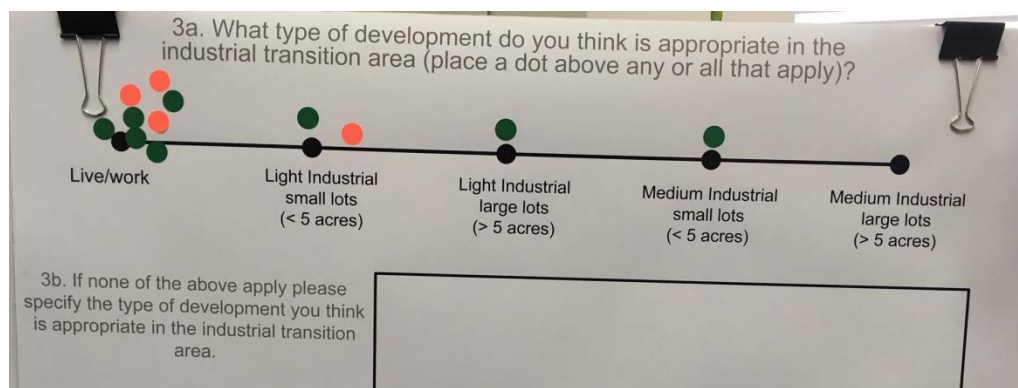 3a. What type of development do you think is appropriate in the
industrial transition area (place a dot above any or all that apply)?
Live/work
Light Industrial
small lots
(< 5 acres)
Light Industrial
large lots
(> 5 acres)
Medium Industrial
small lots
(< 5 acres)
Medium Industrial
large lots
(> 5 acres)
3b. If none of the above apply please
specify the type of development you think
is appropriate in the industrial transition
area.